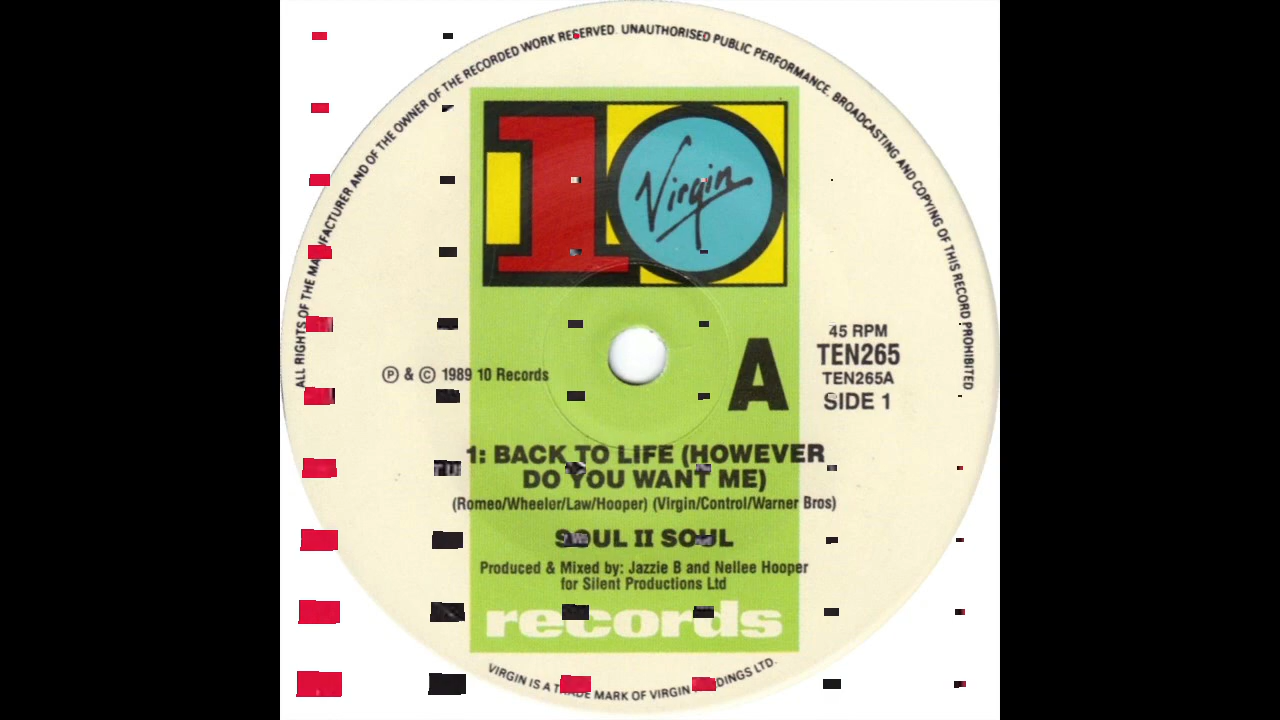 ALL RIGHTS OF THE MANUFACTURER AND OF THE OWNER OF THE RECORDED WORK RESERVED. UNAUTHORISED PUBLIC PERFORMANCE, BROADCASTING AND COPYING OF THIS RECORD PROHIBITED
10
Virgin
45 RPM
TEN265
TEN265A
SIDE 1
A
Ⓟ & © 1989 10 Records
1: BACK TO LIFE (HOWEVER
DO YOU WANT ME)
(Romeo/Wheeler/Law/Hooper) (Virgin/Control/Warner Bros)
SOUL II SOUL
Produced & Mixed by: Jazzie B and Nellee Hooper
for Silent Productions Ltd
records
VIRGIN IS A TRADE MARK OF VIRGIN HOLDINGS LTD.